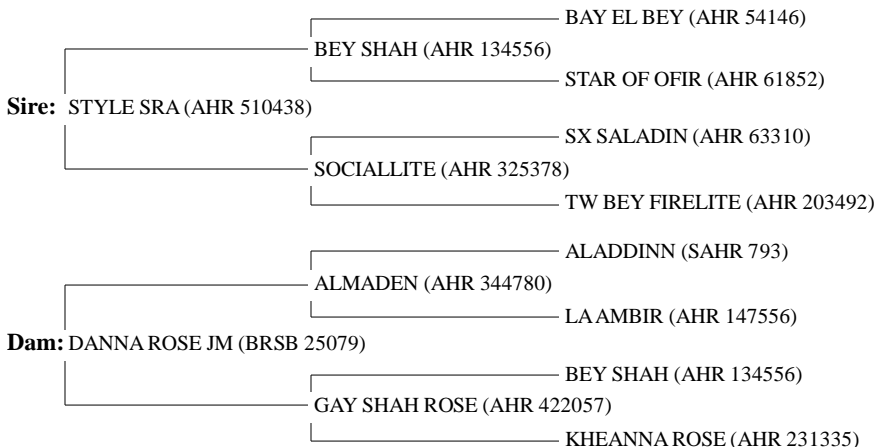 BAY EL BEY (AHR 54146)
BEY SHAH (AHR 134556)
STAR OF OFIR (AHR 61852)
Sire: STYLE SRA (AHR 510438)
SX SALADIN (AHR 63310)
SOCIALLITE (AHR 325378)
TW BEY FIRELITE (AHR 203492)
ALADDINN (SAHR 793)
ALMADEN (AHR 344780)
LA AMBIR (AHR 147556)
Dam: DANNA ROSE JM (BRSB 25079)
BEY SHAH (AHR 134556)
GAY SHAH ROSE (AHR 422057)
KHEANNA ROSE (AHR 231335)